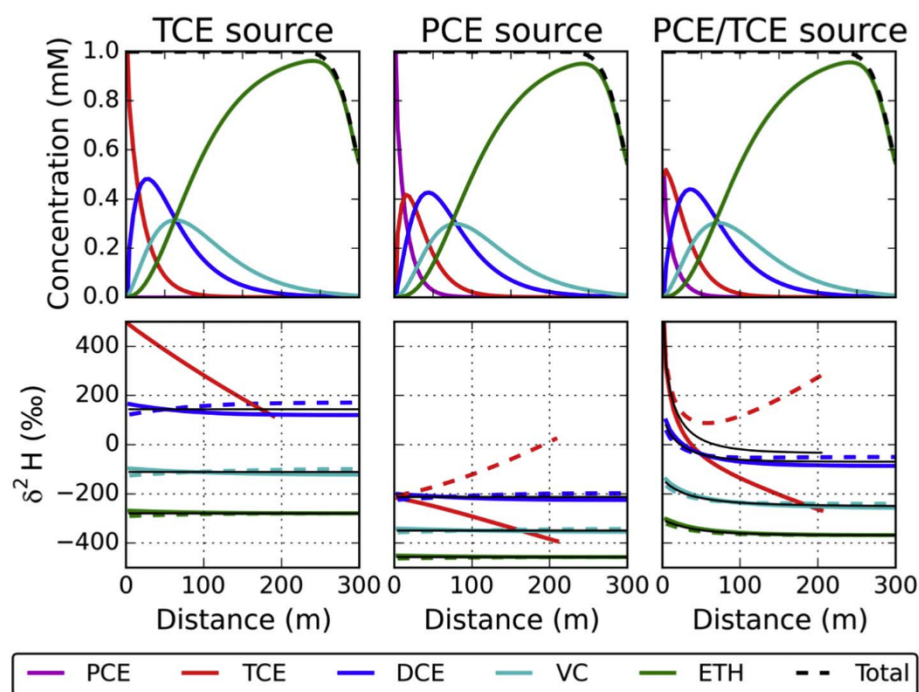 TCE source PCE source PCE/TCE source
Concentration (mM)
1.0
0.8
0.6
0.4
0.2
0.0
δ² H (‰)
400
200
0
−200
−400
0 100 200 300 0 100 200 300 0 100 200 300
Distance (m) Distance (m) Distance (m)
PCE TCE DCE VC ETH Total